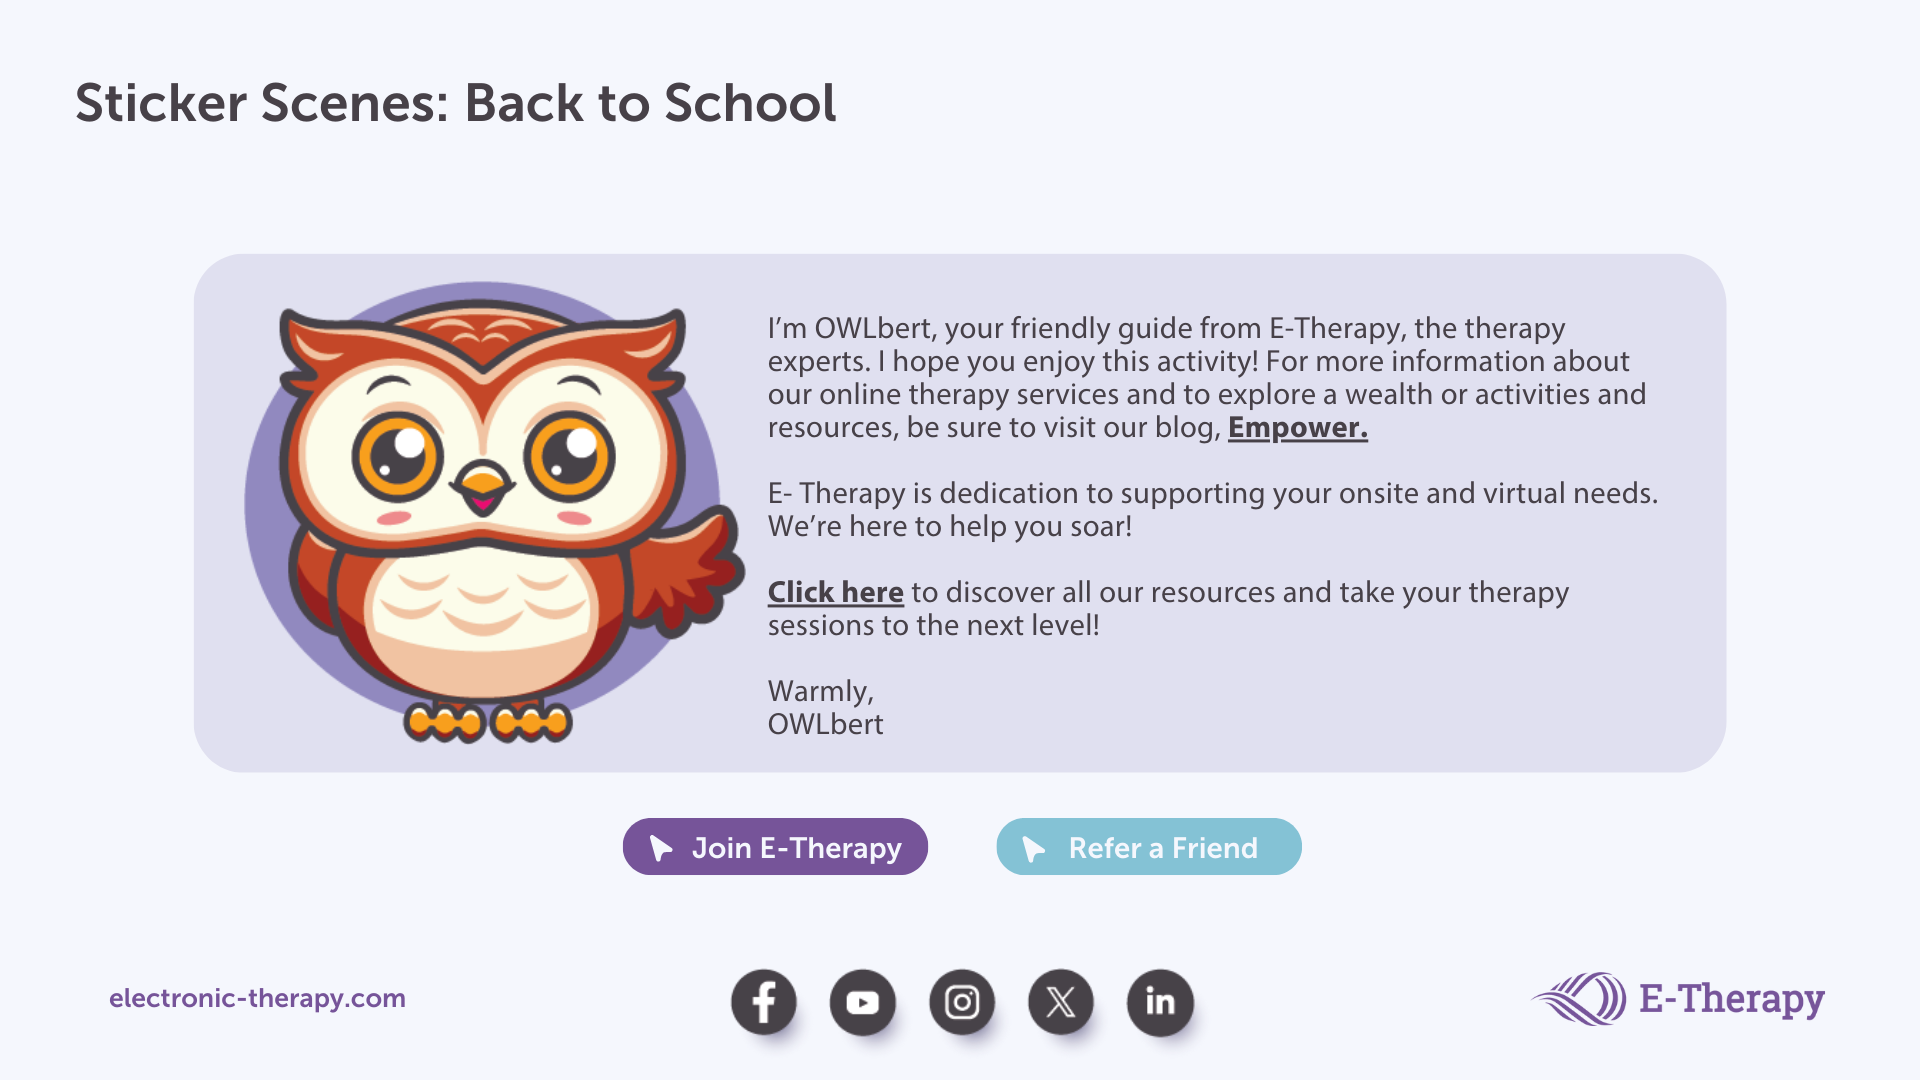 Sticker Scenes: Back to School
I’m OWLbert, your friendly guide from E-Therapy, the therapy
experts. I hope you enjoy this activity! For more information about
our online therapy services and to explore a wealth or activities and
resources, be sure to visit our blog, Empower.
E- Therapy is dedication to supporting your onsite and virtual needs.
We’re here to help you soar!
Click here to discover all our resources and take your therapy
sessions to the next level!
Warmly,
OWLbert
Join E-Therapy
Refer a Friend
electronic-therapy.com
E-Therapy